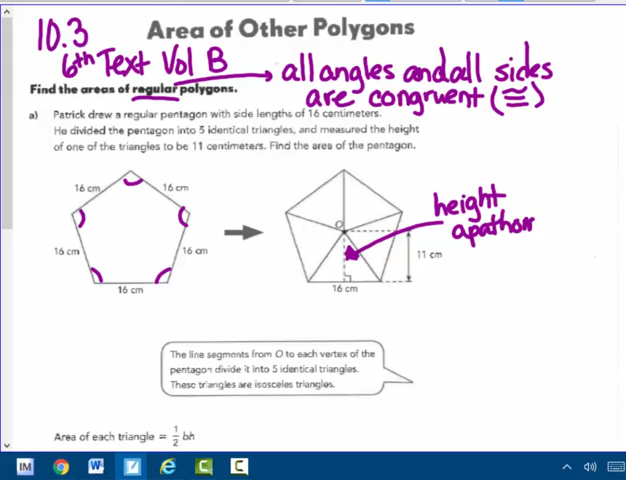 Area of Other Polygons
10.3
6th Text Vol B
all angles and all sides
are congruent (≅)
Find the areas of regular polygons.
a) Patrick drew a regular pentagon with side lengths of 16 centimeters.
He divided the pentagon into 5 identical triangles, and measured the height
of one of the triangles to be 11 centimeters. Find the area of the pentagon.
16 cm 16 cm
16 cm 16 cm
16 cm
O
height
apathom
11 cm
16 cm
The line segments from O to each vertex of the
pentagon divide it into 5 identical triangles.
These triangles are isosceles triangles.
Area of each triangle = 1/2 bh
IM W e C C